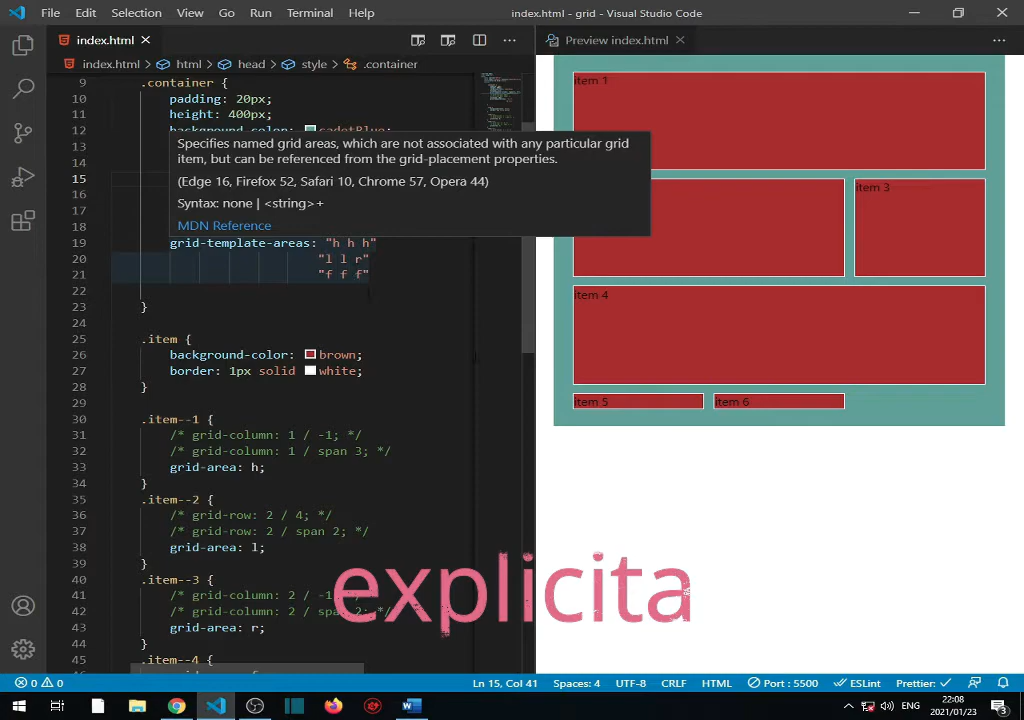 File Edit Selection View Go Run Terminal Help index.html - grid - Visual Studio Code
index.html
Preview index.html
index.html > html > head > style > .container
9 .container {
10 padding: 20px;
11 height: 400px;
12 background-color: cadetBlue;
13
14
15
16
17
18
Specifies named grid areas, which are not associated with any particular grid
item, but can be referenced from the grid-placement properties.
(Edge 16, Firefox 52, Safari 10, Chrome 57, Opera 44)
Syntax: none | <string>+
MDN Reference
19 grid-template-areas: "h h h"
20 "l l r"
21 "f f f"
22
23 }
24
25 .item {
26 background-color: brown;
27 border: 1px solid white;
28 }
29
30 .item--1 {
31 /* grid-column: 1 / -1; */
32 /* grid-column: 1 / span 3; */
33 grid-area: h;
34 }
35 .item--2 {
36 /* grid-row: 2 / 4; */
37 /* grid-row: 2 / span 2; */
38 grid-area: l;
39 }
40 .item--3 {
41 /* grid-column: 2 / -1
42 /* grid-column: 2 / span 2; */
43 grid-area: r;
44 }
45 .item--4 {
item 1
item 3
item 4
item 5 item 6
explicita
0 0 Ln 15, Col 41 Spaces: 4 UTF-8 CRLF HTML Port : 5500 ESLint Prettier:
ENG
22:08
2021/01/23
3